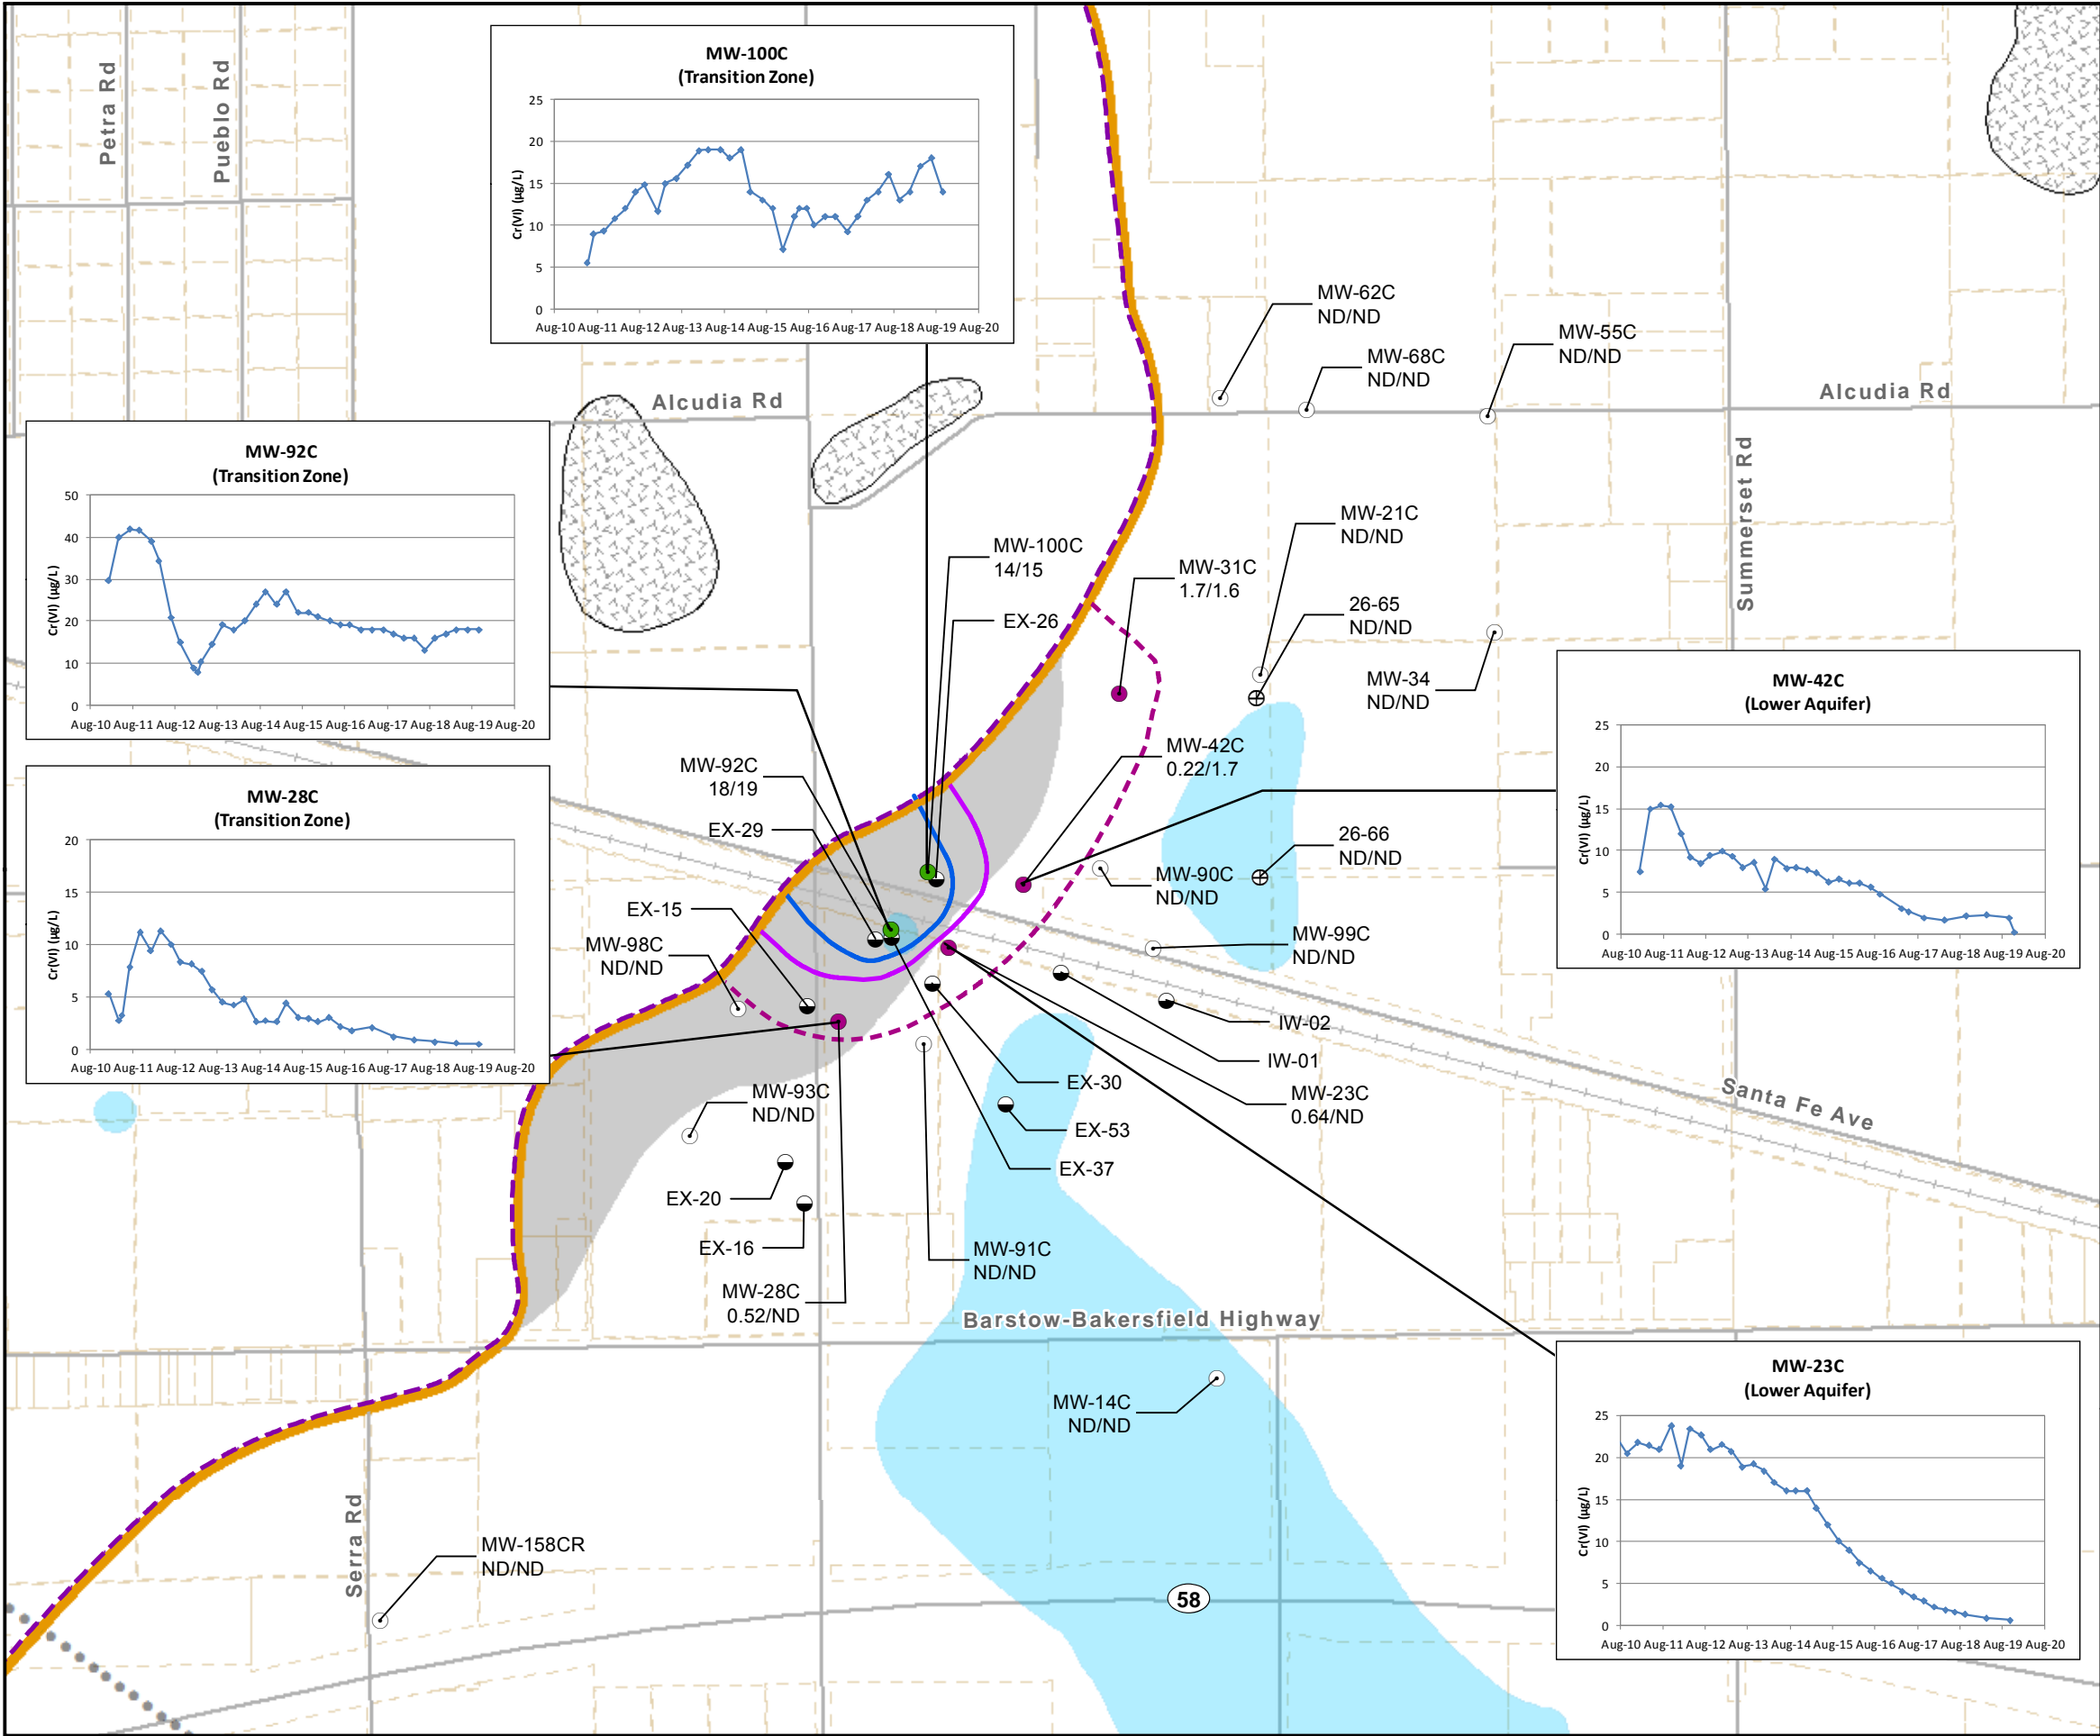 Petra Rd
Pueblo Rd
MW-100C
(Transition Zone)
Cr(VI) (µg/L)
25
20
15
10
5
0
Aug-10 Aug-11 Aug-12 Aug-13 Aug-14 Aug-15 Aug-16 Aug-17 Aug-18 Aug-19 Aug-20
MW-62C
ND/ND
MW-68C
ND/ND
MW-55C
ND/ND
Alcudia Rd
Alcudia Rd
Summerset Rd
MW-92C
(Transition Zone)
Cr(VI) (µg/L)
50
40
30
20
10
0
Aug-10 Aug-11 Aug-12 Aug-13 Aug-14 Aug-15 Aug-16 Aug-17 Aug-18 Aug-19 Aug-20
MW-21C
ND/ND
MW-100C
14/15
MW-31C
1.7/1.6
26-65
ND/ND
EX-26
MW-34
ND/ND
MW-42C
(Lower Aquifer)
Cr(VI) (µg/L)
25
20
15
10
5
0
Aug-10 Aug-11 Aug-12 Aug-13 Aug-14 Aug-15 Aug-16 Aug-17 Aug-18 Aug-19 Aug-20
MW-42C
0.22/1.7
MW-92C
18/19
EX-29
MW-28C
(Transition Zone)
Cr(VI) (µg/L)
20
15
10
5
0
Aug-10 Aug-11 Aug-12 Aug-13 Aug-14 Aug-15 Aug-16 Aug-17 Aug-18 Aug-19 Aug-20
26-66
ND/ND
MW-90C
ND/ND
EX-15
MW-98C
ND/ND
MW-99C
ND/ND
IW-02
IW-01
EX-30
MW-23C
0.64/ND
MW-93C
ND/ND
EX-53
EX-37
Santa Fe Ave
EX-20
EX-16
MW-91C
ND/ND
MW-28C
0.52/ND
Barstow-Bakersfield Highway
MW-14C
ND/ND
MW-23C
(Lower Aquifer)
Cr(VI) (µg/L)
25
20
15
10
5
0
Aug-10 Aug-11 Aug-12 Aug-13 Aug-14 Aug-15 Aug-16 Aug-17 Aug-18 Aug-19 Aug-20
Serra Rd
MW-158CR
ND/ND
58